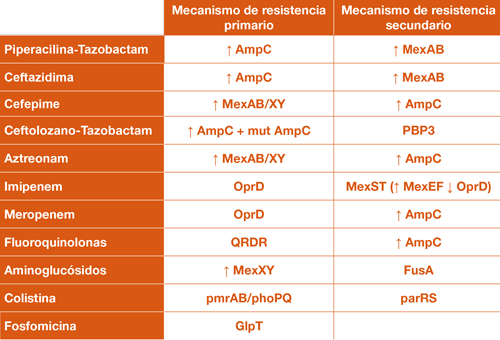 Mecanismo de resistencia primario
Mecanismo de resistencia secundario
Piperacilina-Tazobactam ↑ AmpC ↑ MexAB
Ceftazidima ↑ AmpC ↑ MexAB
Cefepime ↑ MexAB/XY ↑ AmpC
Ceftolozano-Tazobactam ↑ AmpC + mut AmpC PBP3
Aztreonam ↑ MexAB/XY ↑ AmpC
Imipenem OprD MexST (↑ MexEF ↓ OprD)
Meropenem OprD ↑ AmpC
Fluoroquinolonas QRDR ↑ AmpC
Aminoglucósidos ↑ MexXY FusA
Colistina pmrAB/phoPQ parRS
Fosfomicina GlpT